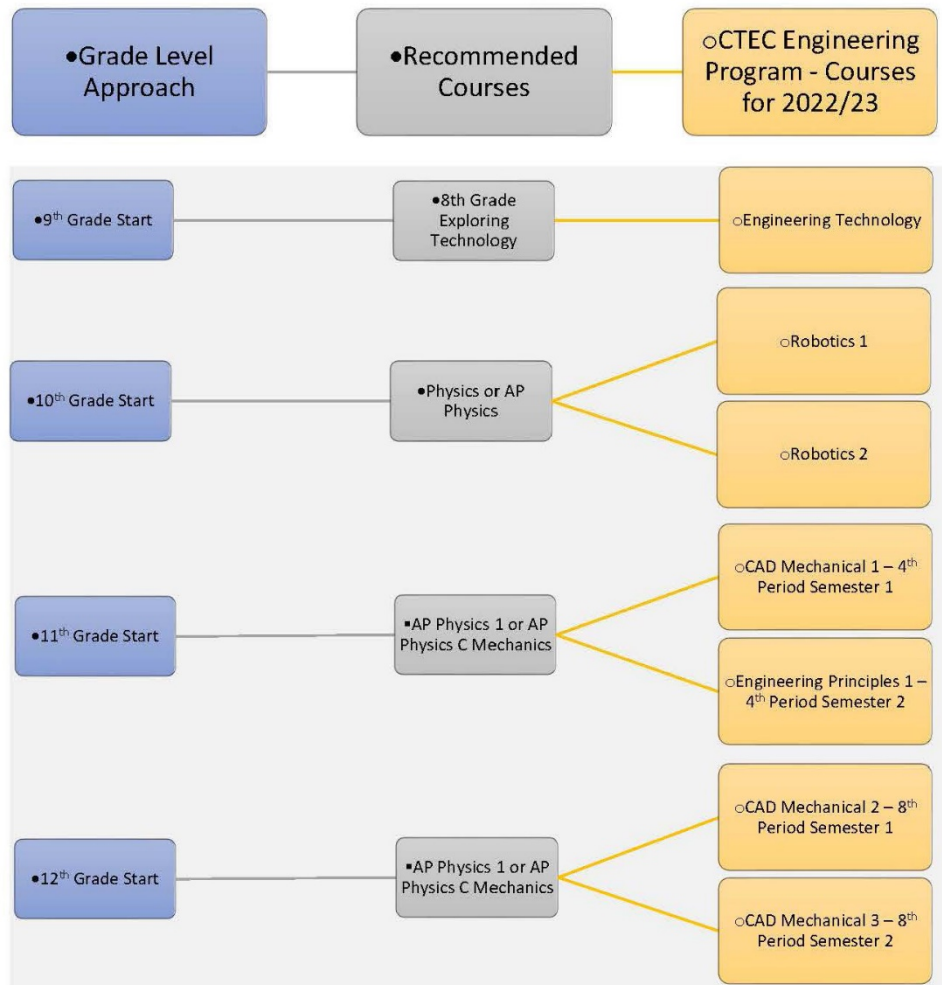 ●Grade Level
Approach
●Recommended
Courses
○CTEC Engineering
Program - Courses
for 2022/23
●9th Grade Start
●8th Grade
Exploring
Technology
○Engineering Technology
●10th Grade Start
●Physics or AP
Physics
○Robotics 1
○Robotics 2
●11th Grade Start
▪AP Physics 1 or AP
Physics C Mechanics
○CAD Mechanical 1 – 4th
Period Semester 1
○Engineering Principles 1 –
4th Period Semester 2
●12th Grade Start
▪AP Physics 1 or AP
Physics C Mechanics
○CAD Mechanical 2 – 8th
Period Semester 1
○CAD Mechanical 3 – 8th
Period Semester 2